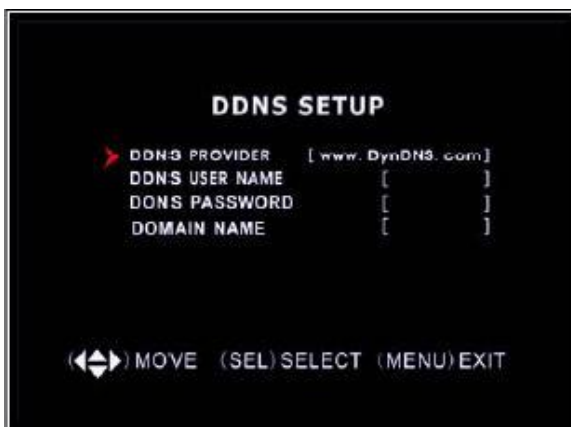 DDNS SETUP
DDNS PROVIDER [ www. DynDNS. com]
DDNS USER NAME [ ]
DDNS PASSWORD [ ]
DOMAIN NAME [ ]
(◀▲▼▶) MOVE (SEL) SELECT (MENU) EXIT